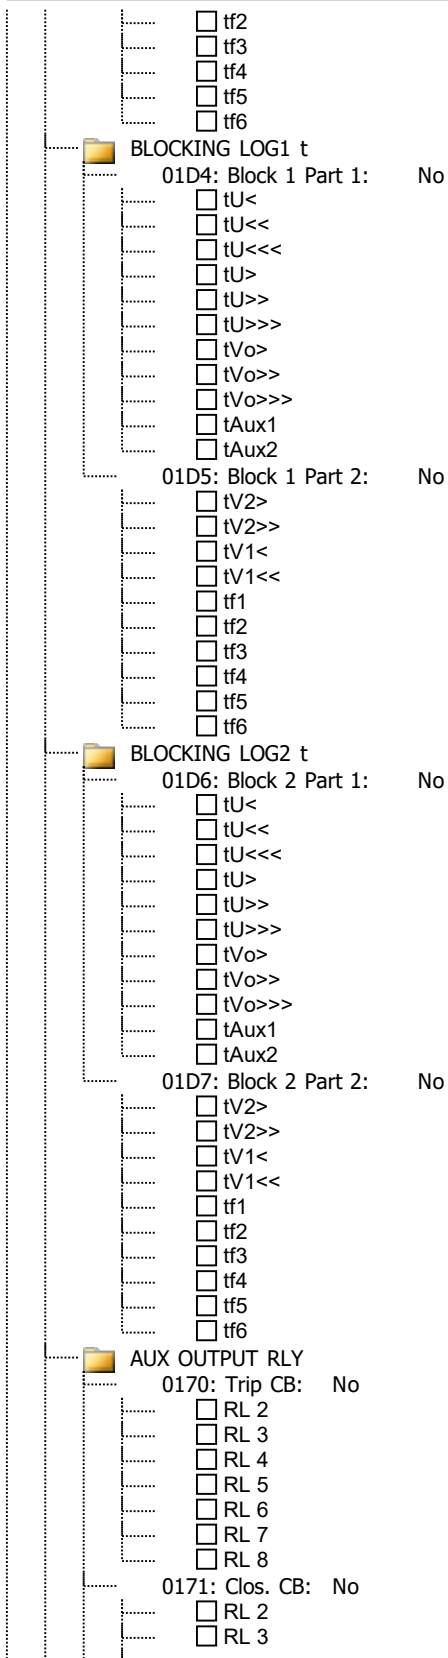 tf2
tf3
tf4
tf5
tf6
BLOCKING LOG1 t
01D4: Block 1 Part 1: No
tU<
tU<<
tU<<<
tU>
tU>>
tU>>>
tVo>
tVo>>
tVo>>>
tAux1
tAux2
01D5: Block 1 Part 2: No
tV2>
tV2>>
tV1<
tV1<<
tf1
tf2
tf3
tf4
tf5
tf6
BLOCKING LOG2 t
01D6: Block 2 Part 1: No
tU<
tU<<
tU<<<
tU>
tU>>
tU>>>
tVo>
tVo>>
tVo>>>
tAux1
tAux2
01D7: Block 2 Part 2: No
tV2>
tV2>>
tV1<
tV1<<
tf1
tf2
tf3
tf4
tf5
tf6
AUX OUTPUT RLY
0170: Trip CB: No
RL 2
RL 3
RL 4
RL 5
RL 6
RL 7
RL 8
0171: Clos. CB: No
RL 2
RL 3